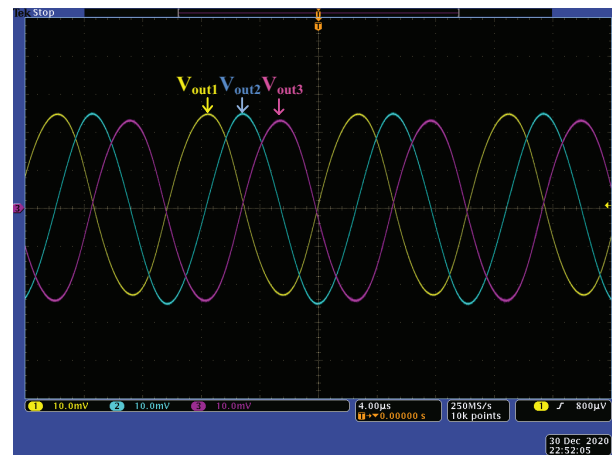 Tek Stop
T
Vout1 Vout2 Vout3
3
1 10.0mV 2 10.0mV 3 10.0mV
4.00μs
T→▼0.00000 s
250MS/s
10k points
1 ∫ 800μV
30 Dec 2020
22:52:05